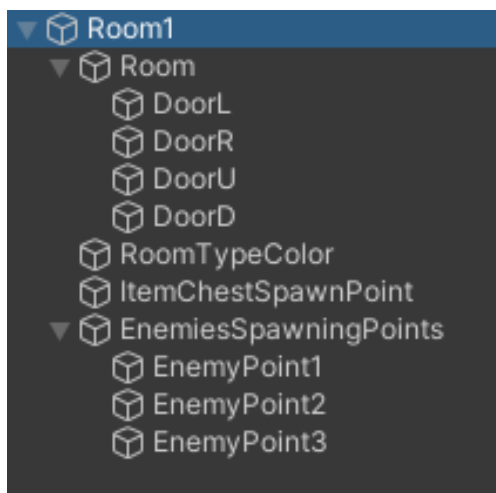 Room1
Room
DoorL
DoorR
DoorU
DoorD
RoomTypeColor
ItemChestSpawnPoint
EnemiesSpawningPoints
EnemyPoint1
EnemyPoint2
EnemyPoint3